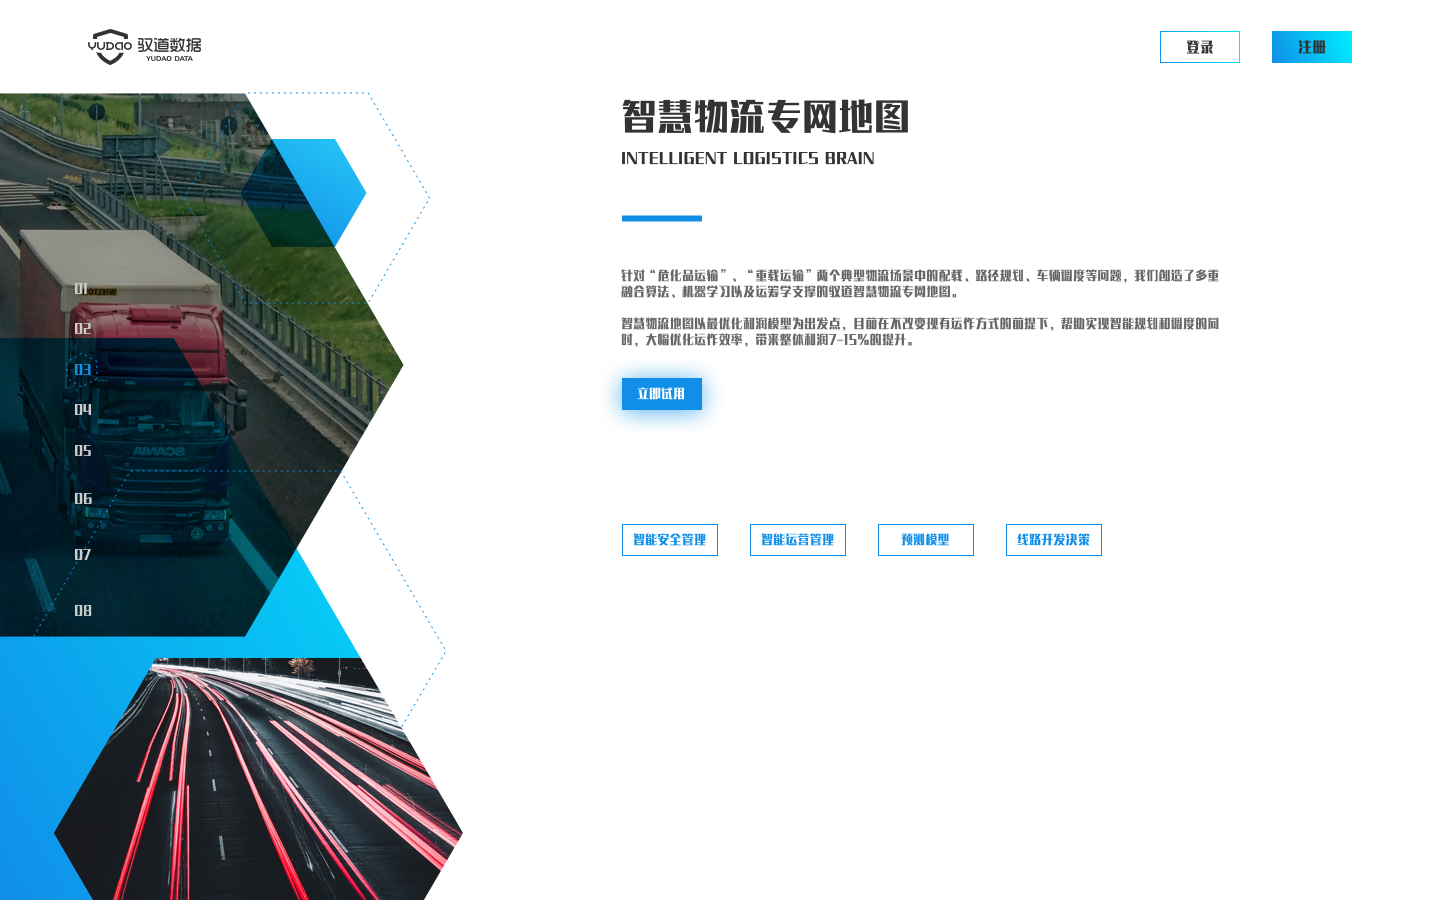 YUDAO 驭道数据
YUDAO DATA
登录
注册
智慧物流专网地图
INTELLIGENT LOGISTICS BRAIN
针对“危化品运输”、“重载运输”两个典型物流场景中的配载、路径规划、车辆调度等问题，我们创造了多重
融合算法、机器学习以及运筹学支撑的驭道智慧物流专网地图。
智慧物流地图以最优化利润模型为出发点，目前在不改变现有运作方式的前提下，帮助实现智能规划和调度的同
时，大幅优化运作效率，带来整体利润7-15%的提升。
立即试用
智能安全管理
智能运营管理
预测模型
线路开发决策
01
02
03
04
05
06
07
08
SCANIA